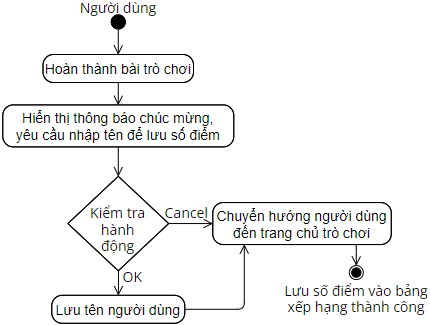 Người dùng
Hoàn thành bài trò chơi
Hiển thị thông báo chúc mừng,
yêu cầu nhập tên để lưu số điểm
Kiểm tra
hành
động
Cancel
Chuyển hướng người dùng
đến trang chủ trò chơi
OK
Lưu tên người dùng
Lưu số điểm vào bảng
xếp hạng thành công